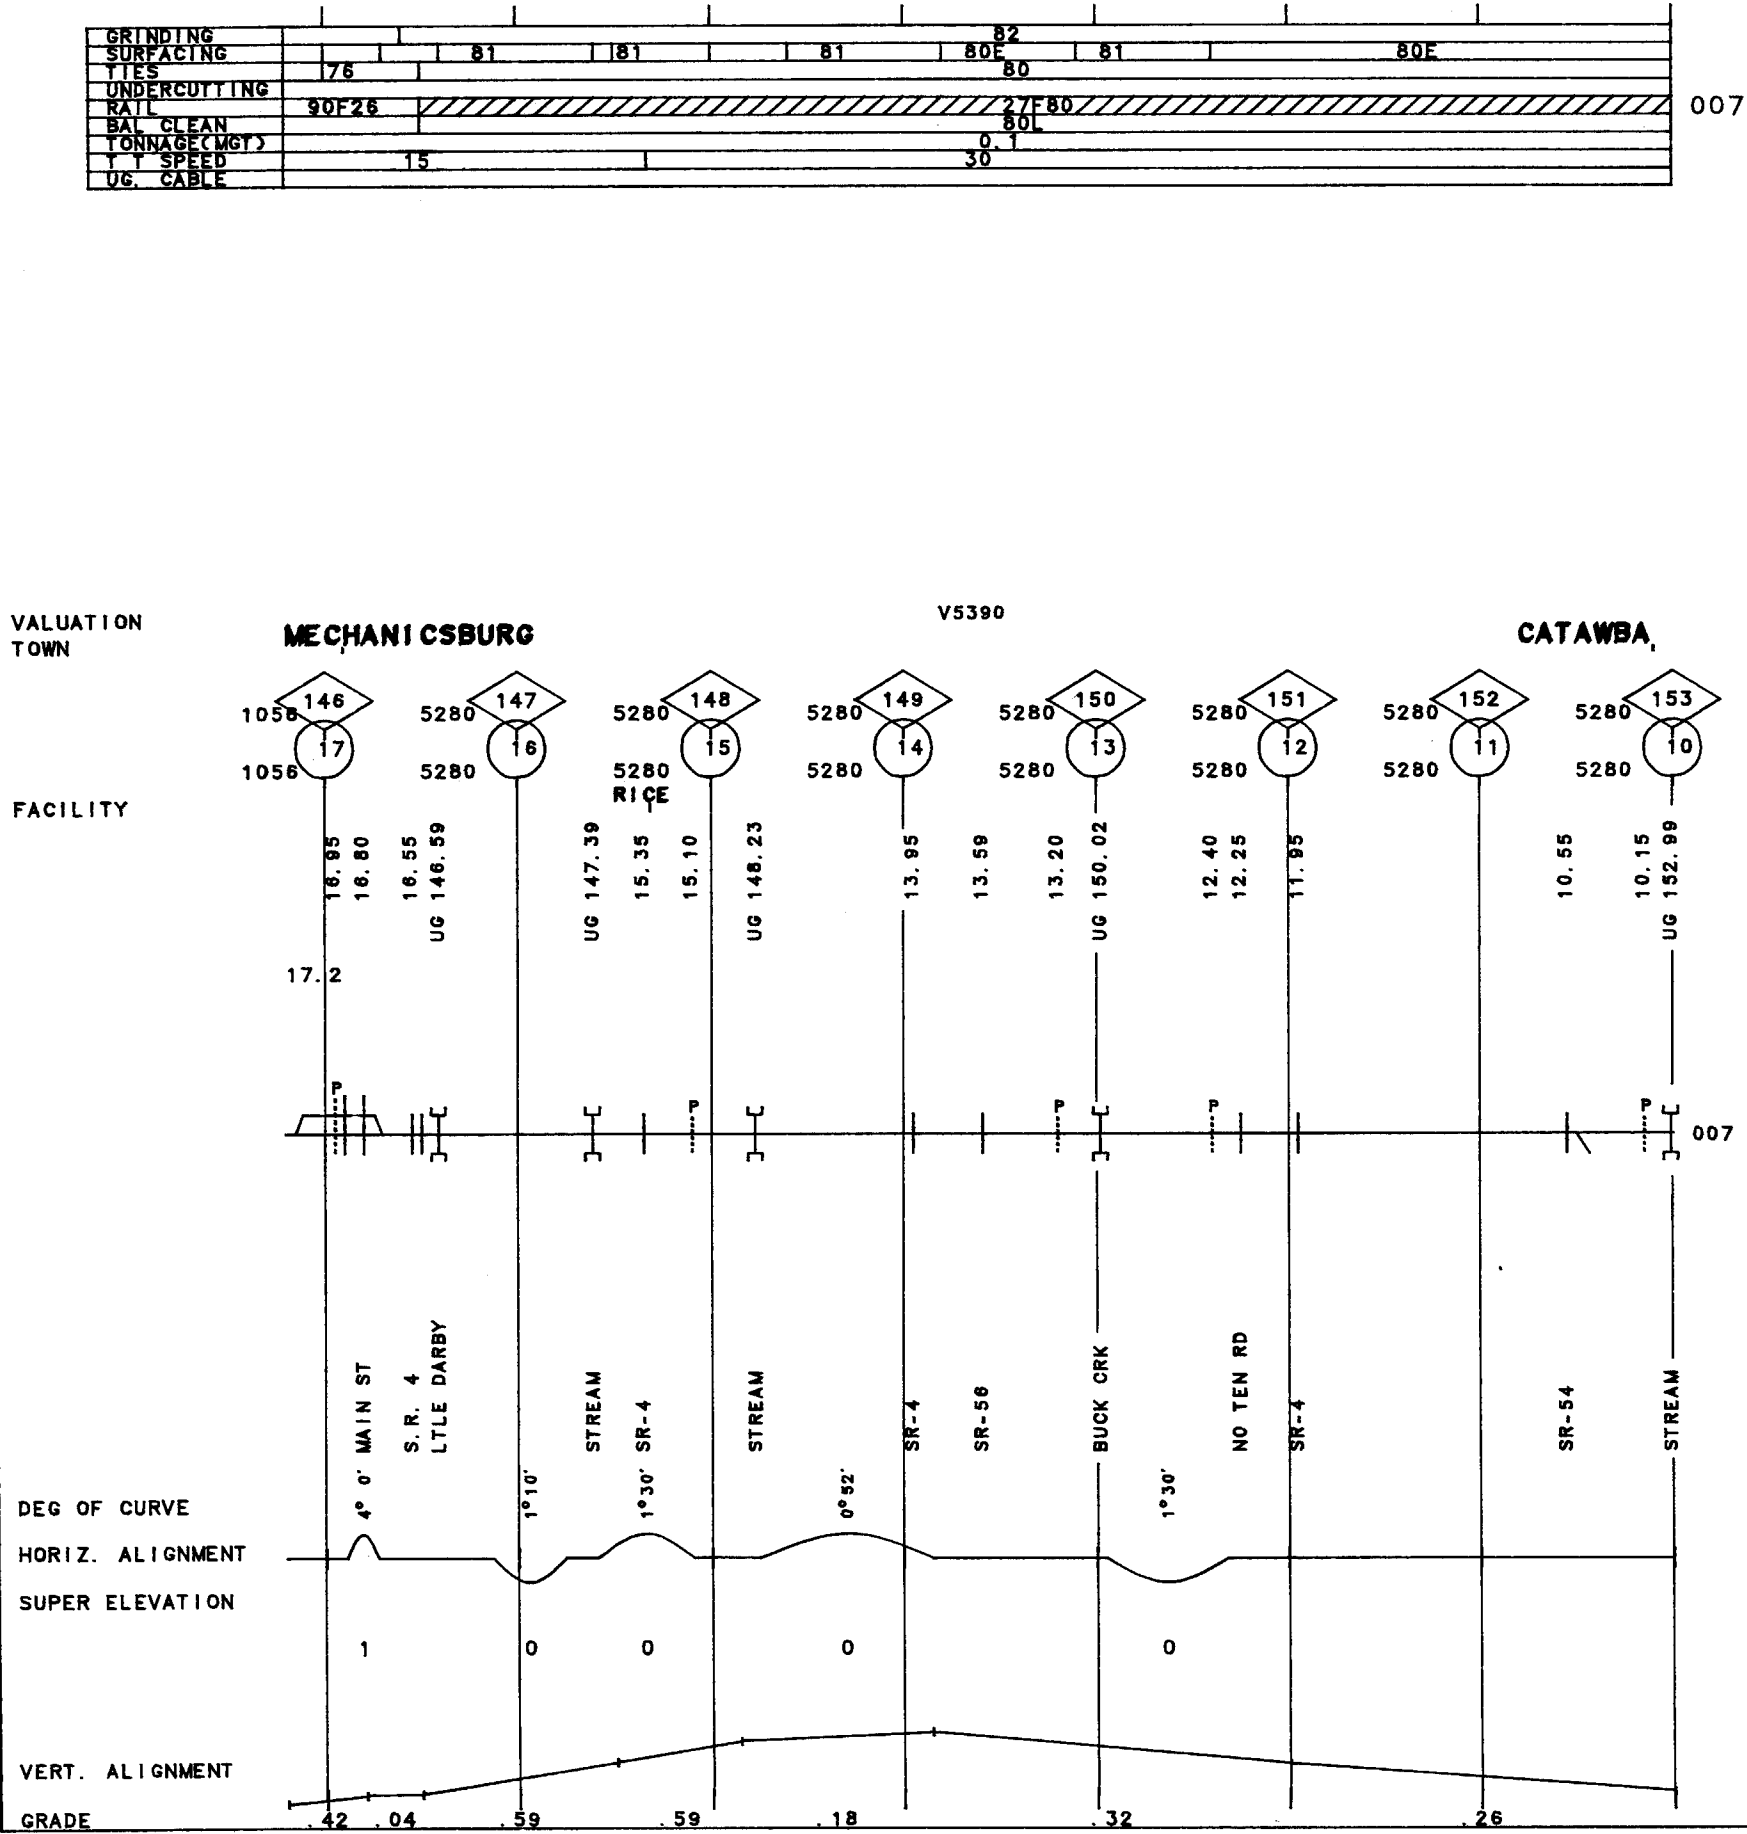 GRINDING 82
SURFACING 81 81 81 80E 81 80E
TIES 76 80
UNDERCUTTING
RAIL 90F26 27F80 007
BAL CLEAN 80L
TONNAGE(MGT) 0.1
T T SPEED 15 30
UG. CABLE
VALUATION V5390
TOWN MECHANICSBURG CATAWBA
146 147 148 149 150 151 152 153
1056 5280 5280 5280 5280 5280 5280 5280
17 16 15 14 13 12 11 10
1056 5280 5280 5280 5280 5280 5280 5280
RICE
FACILITY
16.95 16.80 16.55 UG 146.59 UG 147.39 15.35 15.10 UG 148.23 13.95 13.59 13.20 UG 150.02 12.40 12.25 11.95 10.55 10.15 UG 152.99
17.2
P P P P P
007
MAIN ST S.R. 4 LTLE DARBY STREAM SR-4 STREAM SR-4 SR-56 BUCK CRK NO TEN RD SR-4 SR-54 STREAM
DEG OF CURVE 4° 0' 1°10' 1°30' 0°52' 1°30'
HORIZ. ALIGNMENT
SUPER ELEVATION
1 0 0 0 0
VERT. ALIGNMENT
GRADE .42 .04 .59 .59 .18 .32 .26